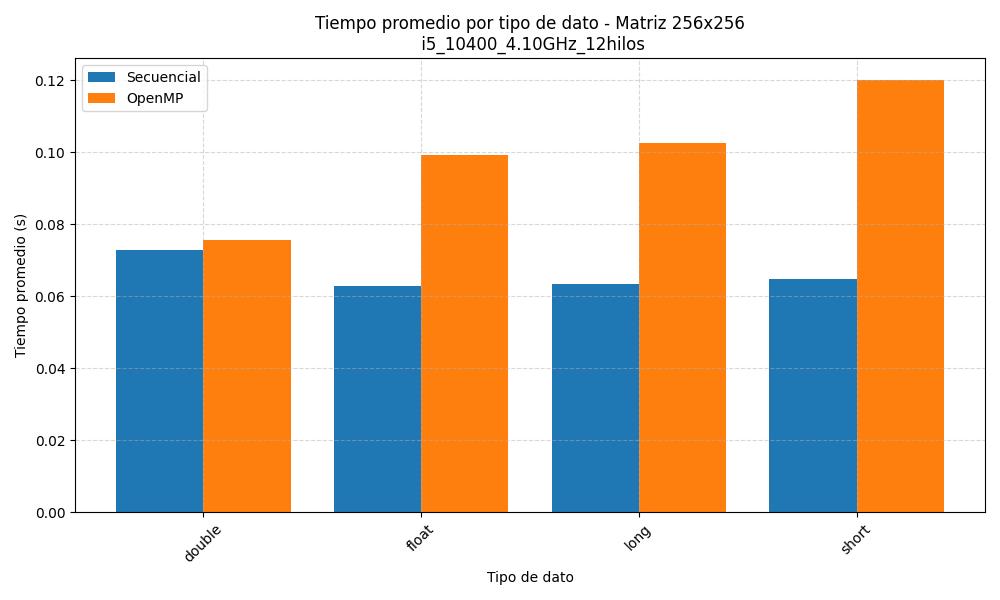 Tiempo promedio por tipo de dato - Matriz 256x256
i5_10400_4.10GHz_12hilos
Secuencial
OpenMP
Tiempo promedio (s)
0.12
0.10
0.08
0.06
0.04
0.02
0.00
double
float
long
short
Tipo de dato